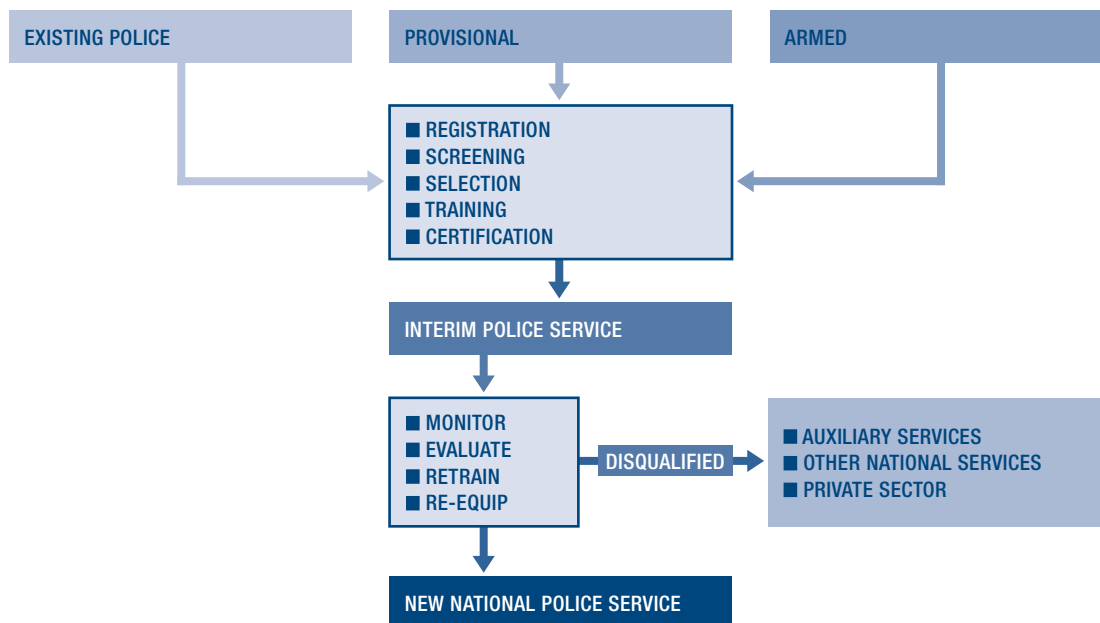 EXISTING POLICE
PROVISIONAL
ARMED
■ REGISTRATION
■ SCREENING
■ SELECTION
■ TRAINING
■ CERTIFICATION
INTERIM POLICE SERVICE
■ MONITOR
■ EVALUATE
■ RETRAIN
■ RE-EQUIP
DISQUALIFIED
■ AUXILIARY SERVICES
■ OTHER NATIONAL SERVICES
■ PRIVATE SECTOR
NEW NATIONAL POLICE SERVICE